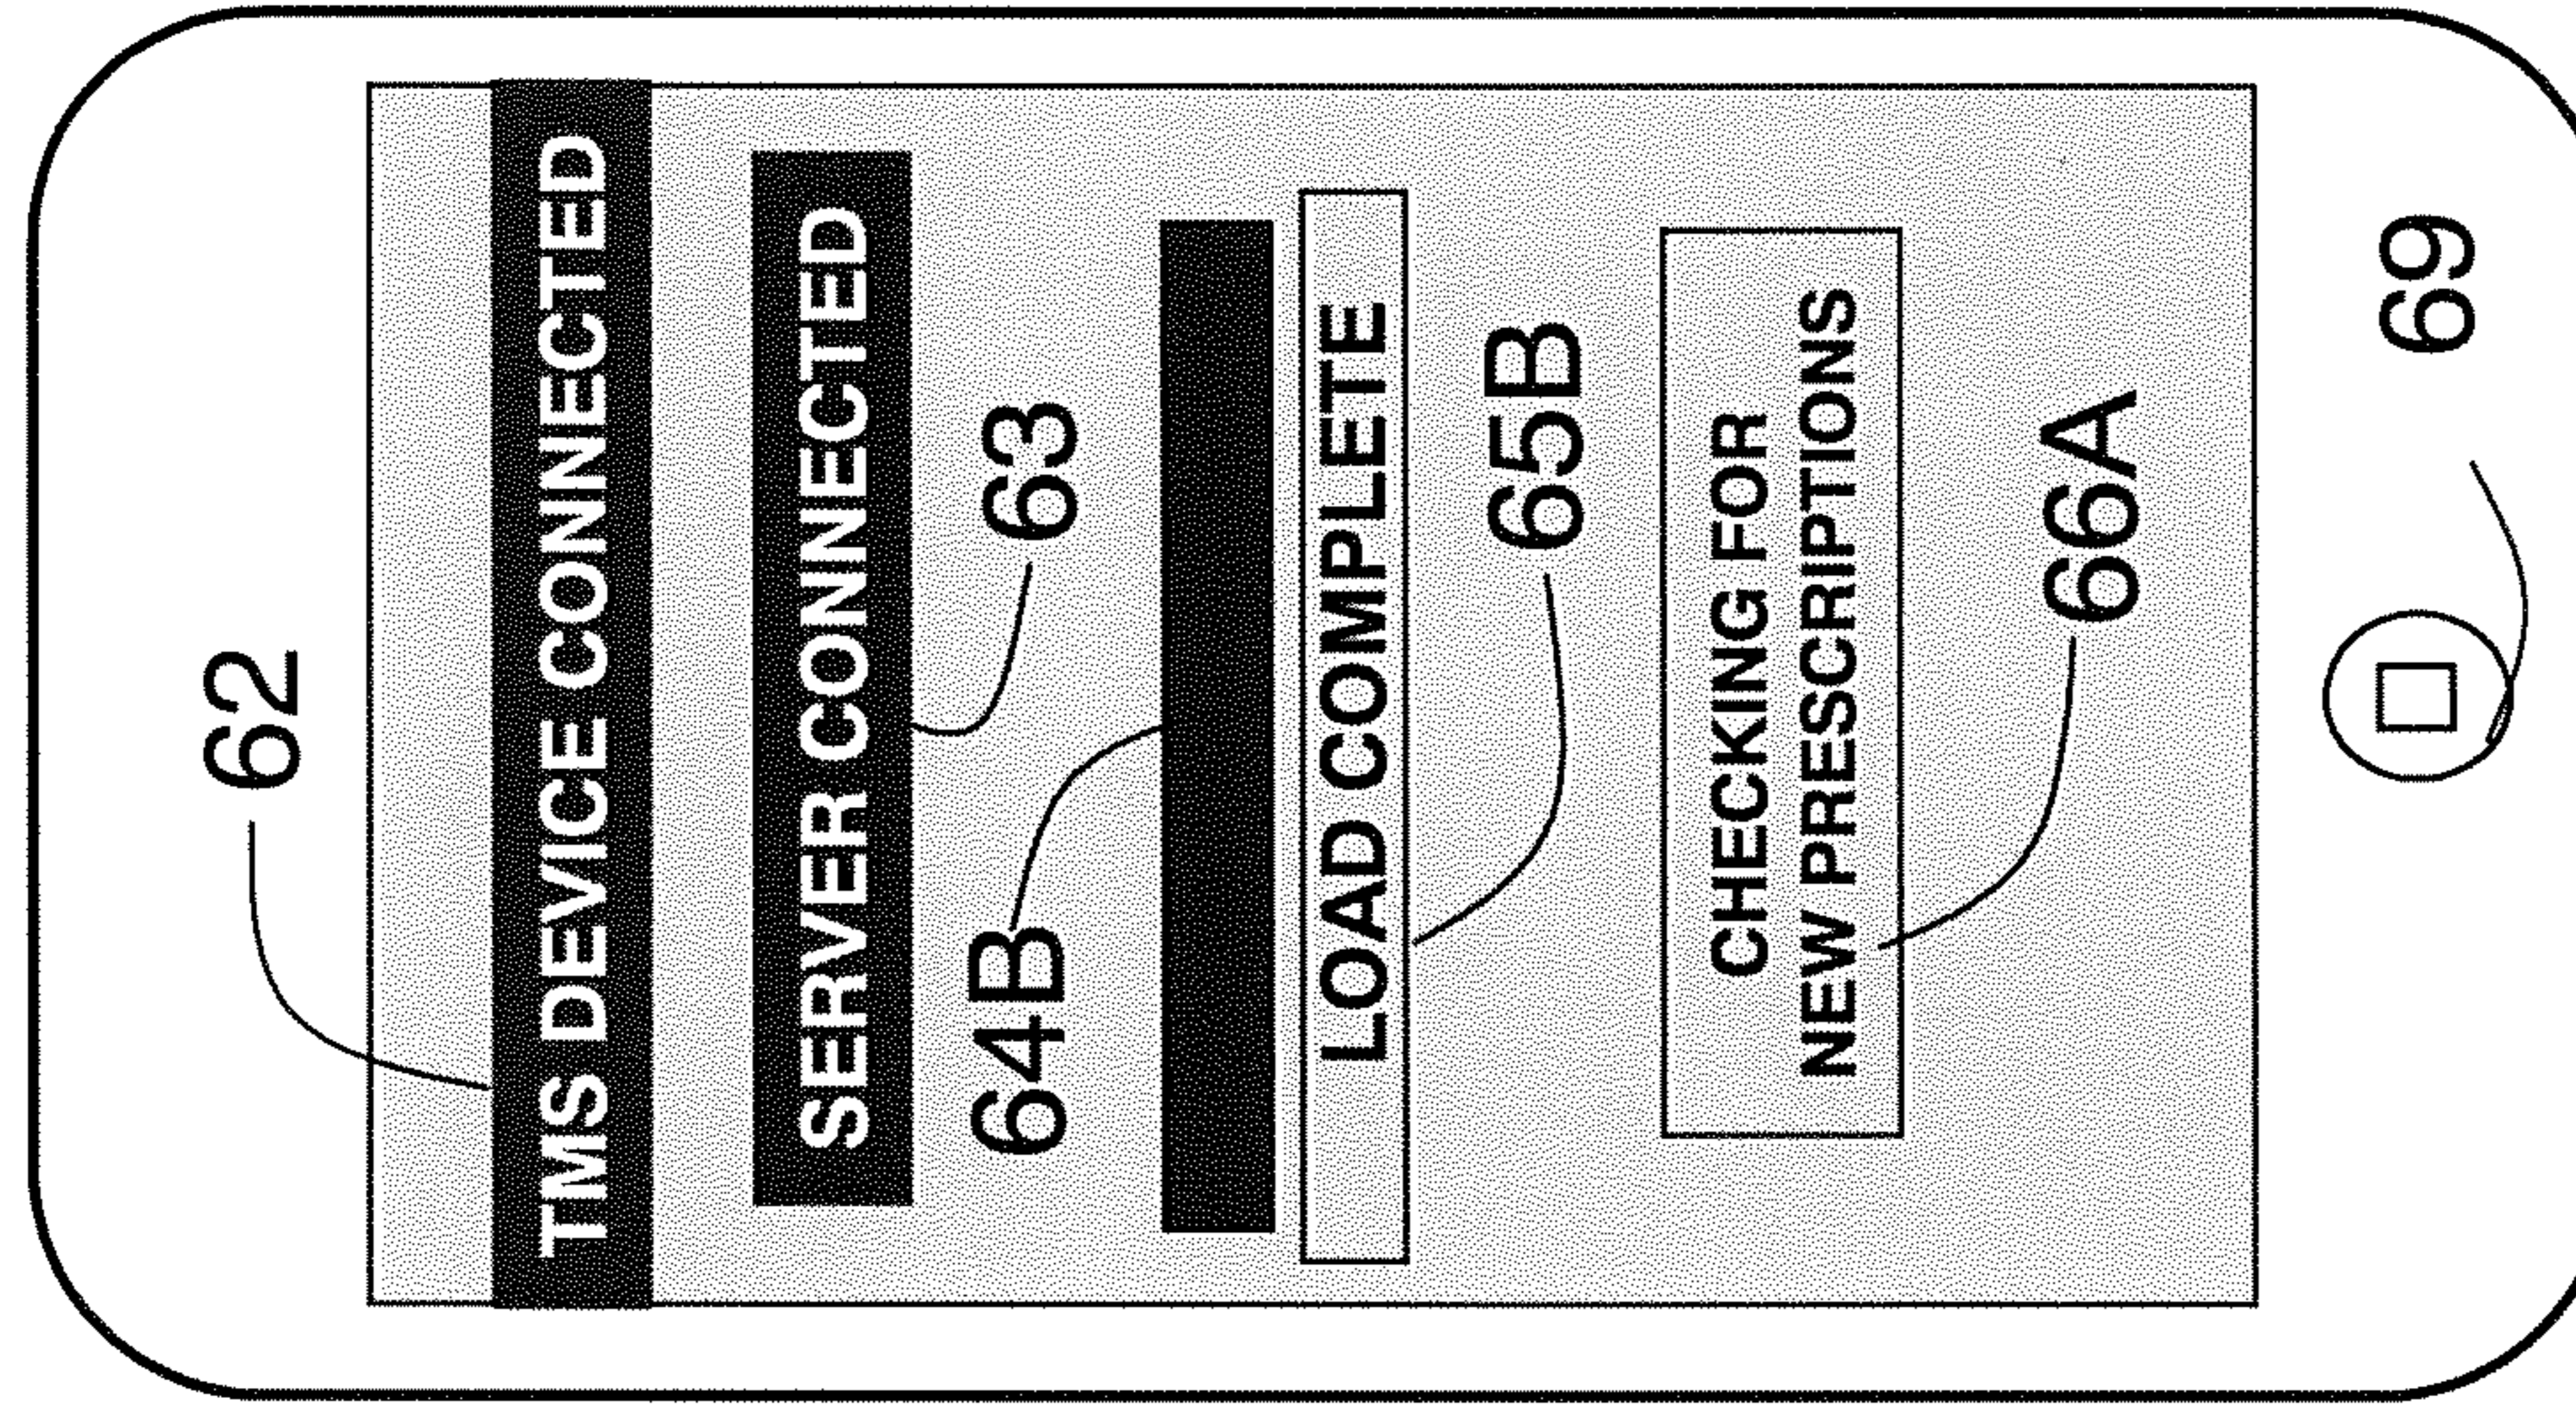 62
TMS DEVICE CONNECTED
SERVER CONNECTED
64B
63
LOAD COMPLETE
65B
CHECKING FOR
NEW PRESCRIPTIONS
66A
69